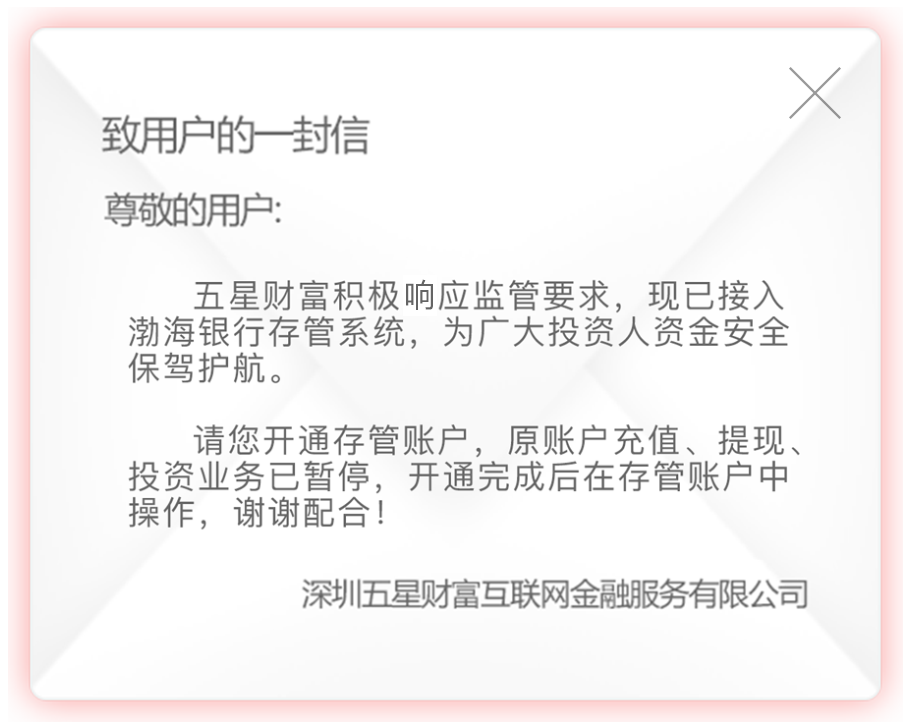 致用户的一封信
尊敬的用户:
五星财富积极响应监管要求，现已接入
渤海银行存管系统，为广大投资人资金安全
保驾护航。
请您开通存管账户，原账户充值、提现、
投资业务已暂停，开通完成后在存管账户中
操作，谢谢配合！
深圳五星财富互联网金融服务有限公司